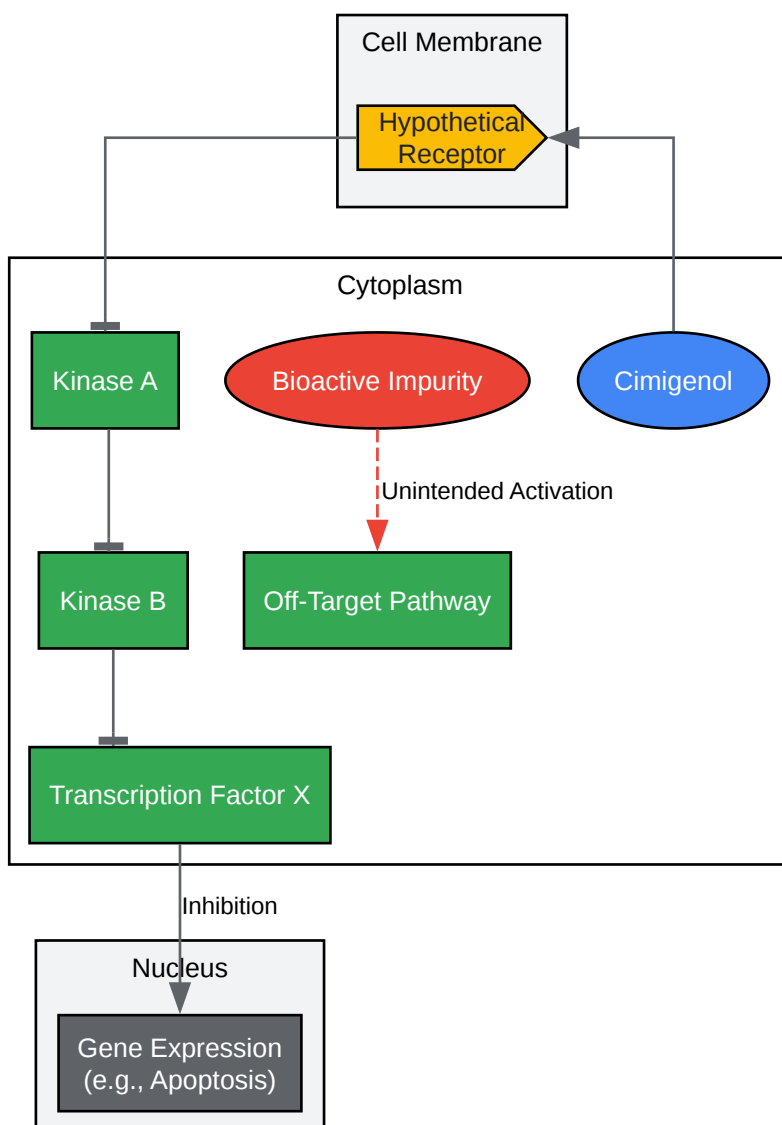 Cell Membrane
Hypothetical
Receptor
Cytoplasm
Kinase A
Bioactive Impurity
Cimigenol
Unintended Activation
Kinase B
Off-Target Pathway
Transcription Factor X
Inhibition
Nucleus
Gene Expression
(e.g., Apoptosis)